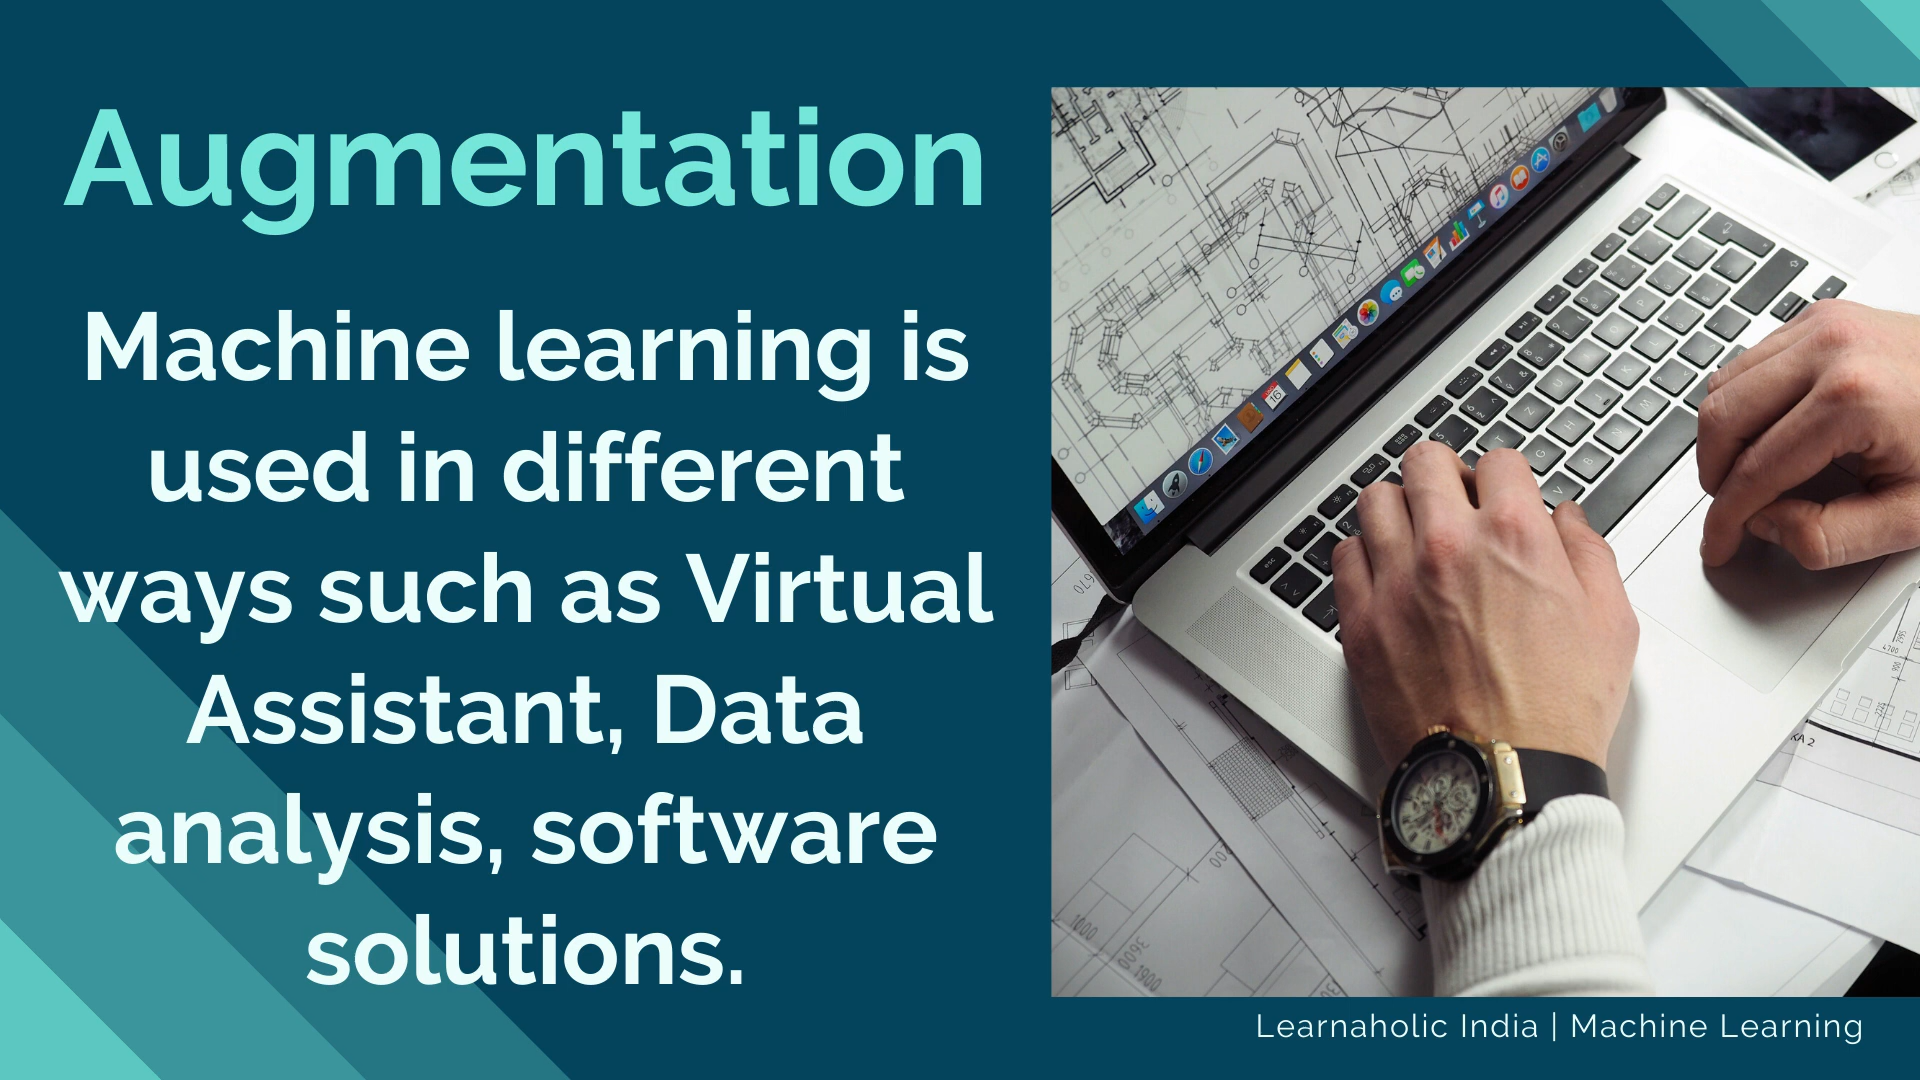 Augmentation
Machine learning is
used in different
ways such as Virtual
Assistant, Data
analysis, software
solutions.
Learnaholic India | Machine Learning